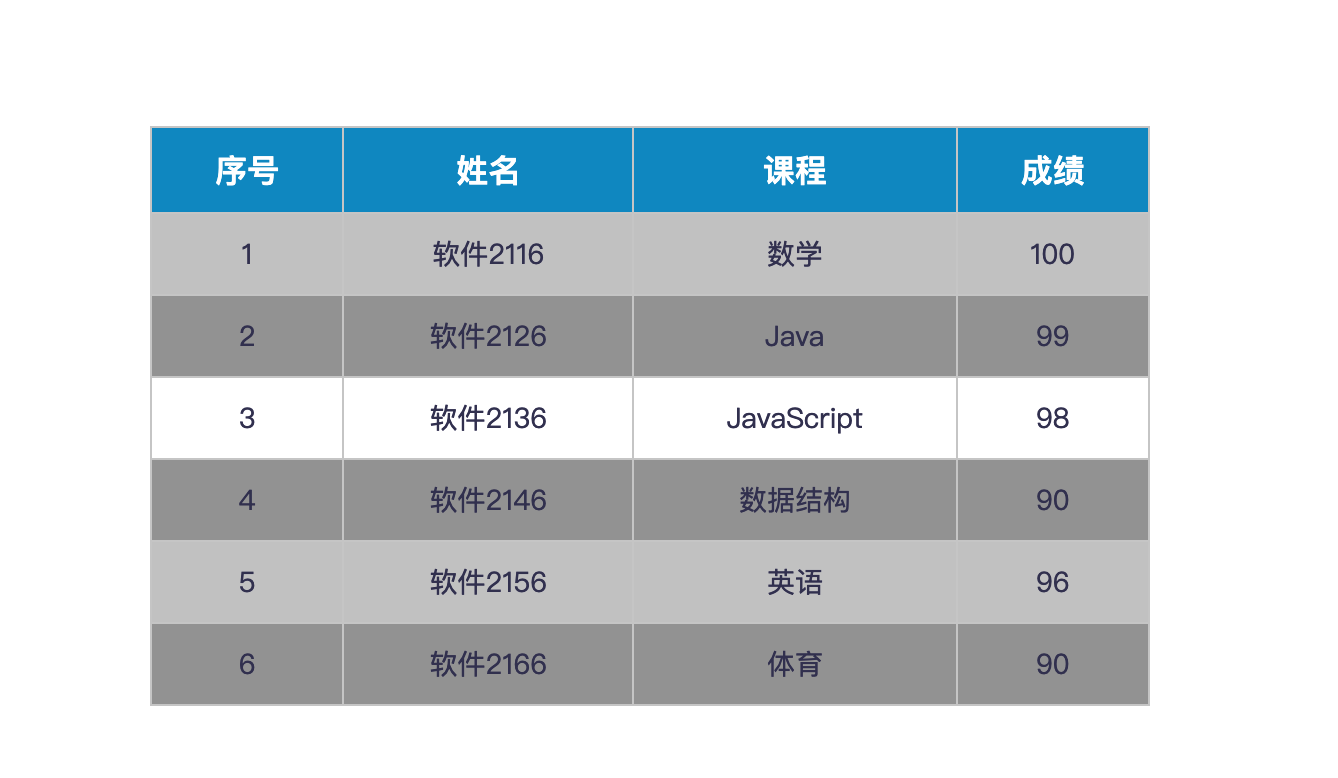 序号 姓名 课程 成绩
1 软件2116 数学 100
2 软件2126 Java 99
3 软件2136 JavaScript 98
4 软件2146 数据结构 90
5 软件2156 英语 96
6 软件2166 体育 90